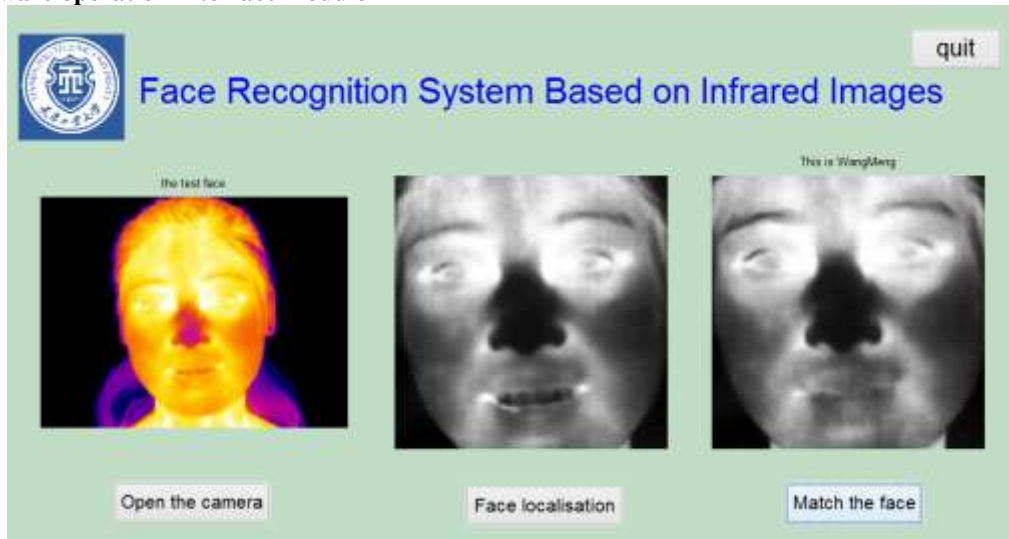 quit
Face Recognition System Based on Infrared Images
the test face
This is WangMeng
Open the camera
Face localisation
Match the face